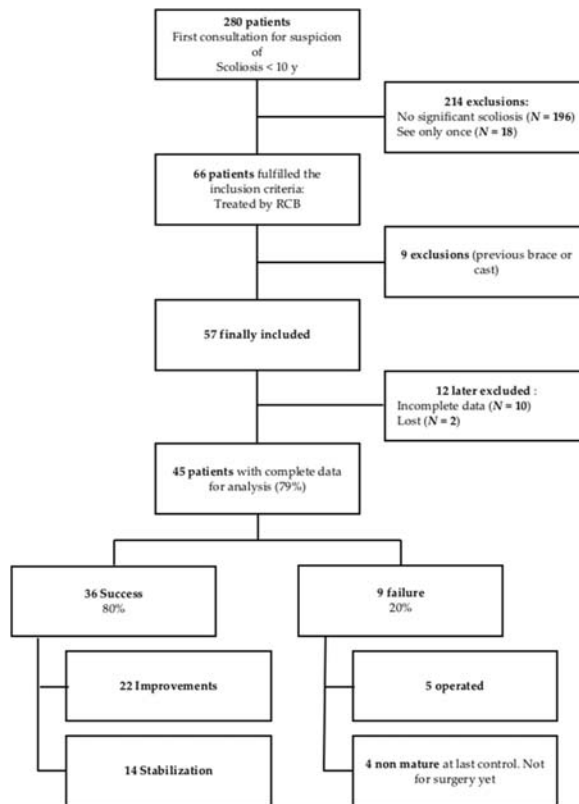 280 patients
First consultation for suspicion
of
Scoliosis < 10 y
214 exclusions:
No significant scoliosis (N = 196)
See only once (N = 18)
66 patients fulfilled the
inclusion criteria:
Treated by RCB
9 exclusions (previous brace or
cast)
57 finally included
12 later excluded :
Incomplete data (N = 10)
Lost (N = 2)
45 patients with complete data
for analysis (79%)
36 Success
80%
9 failure
20%
22 Improvements
5 operated
14 Stabilization
4 non mature at last control. Not
for surgery yet